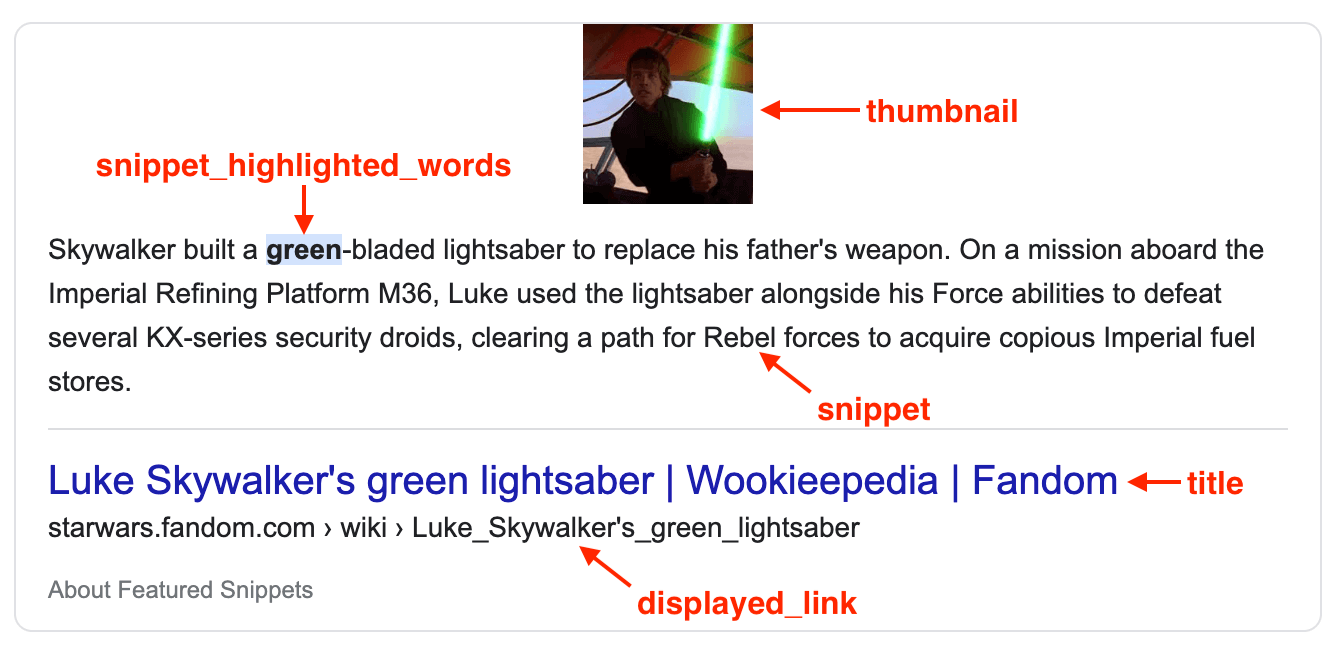 thumbnail
snippet_highlighted_words
Skywalker built a green-bladed lightsaber to replace his father's weapon. On a mission aboard the
Imperial Refining Platform M36, Luke used the lightsaber alongside his Force abilities to defeat
several KX-series security droids, clearing a path for Rebel forces to acquire copious Imperial fuel
stores.
snippet
Luke Skywalker's green lightsaber | Wookieepedia | Fandom
title
starwars.fandom.com › wiki › Luke_Skywalker's_green_lightsaber
About Featured Snippets
displayed_link